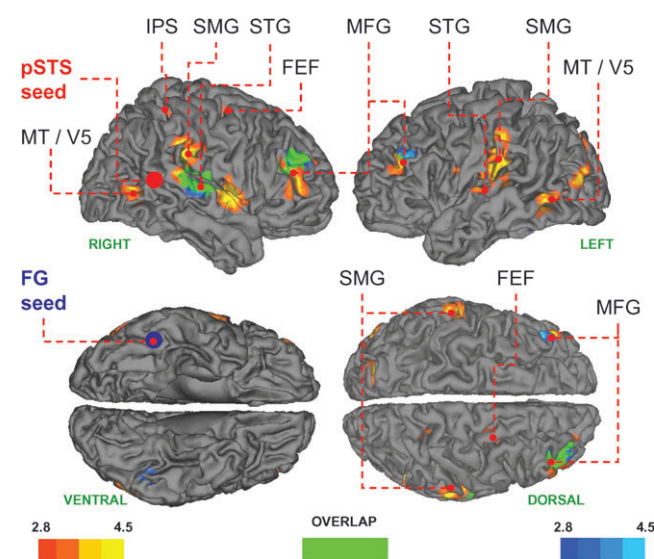 IPS SMG STG MFG STG SMG
pSTS seed FEF MT / V5
MT / V5
RIGHT LEFT
FG seed SMG FEF MFG
VENTRAL DORSAL
2.8 4.5 OVERLAP 2.8 4.5